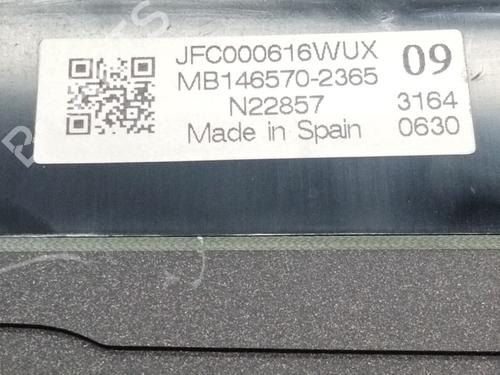 JFC000616WUX 09
MB146570-2365
N22857 3164
Made in Spain 0630